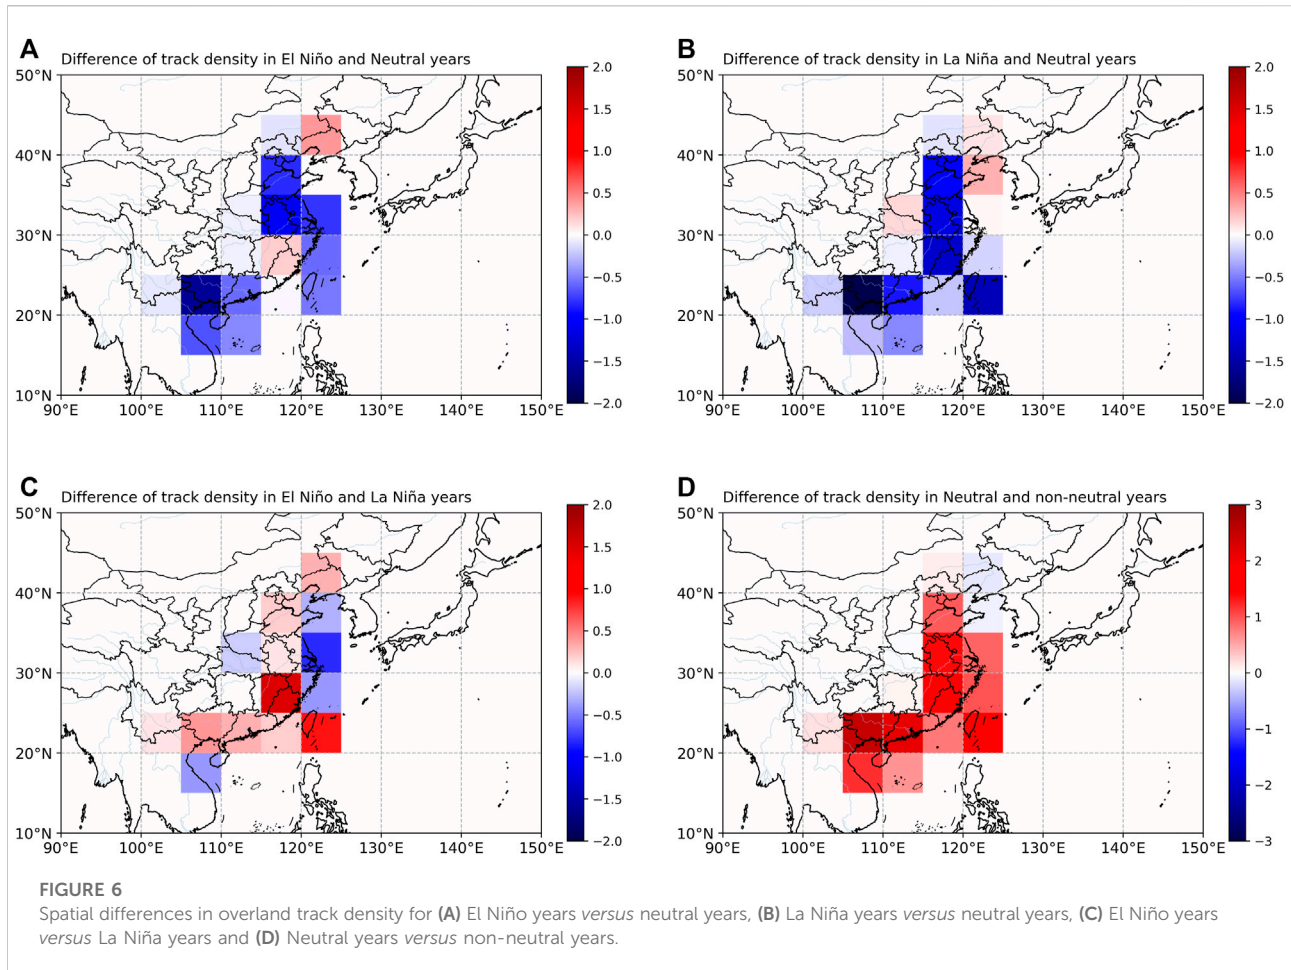 A
Difference of track density in El Niño and Neutral years
50°N
40°N
30°N
20°N
10°N
90°E 100°E 110°E 120°E 130°E 140°E 150°E
2.0
1.5
1.0
0.5
0.0
−0.5
−1.0
−1.5
−2.0
B
Difference of track density in La Niña and Neutral years
50°N
40°N
30°N
20°N
10°N
90°E 100°E 110°E 120°E 130°E 140°E 150°E
2.0
1.5
1.0
0.5
0.0
−0.5
−1.0
−1.5
−2.0
C
Difference of track density in El Niño and La Niña years
50°N
40°N
30°N
20°N
10°N
90°E 100°E 110°E 120°E 130°E 140°E 150°E
2.0
1.5
1.0
0.5
0.0
−0.5
−1.0
−1.5
−2.0
D
Difference of track density in Neutral and non-neutral years
50°N
40°N
30°N
20°N
10°N
90°E 100°E 110°E 120°E 130°E 140°E 150°E
3
2
1
0
−1
−2
−3
FIGURE 6
Spatial differences in overland track density for (A) El Niño years versus neutral years, (B) La Niña years versus neutral years, (C) El Niño years
versus La Niña years and (D) Neutral years versus non-neutral years.